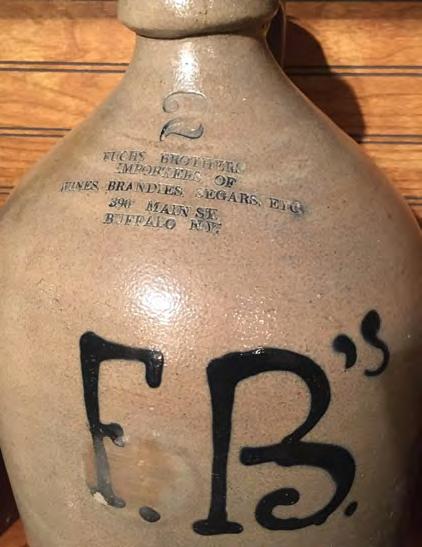 2
FUCHS BROTHERS
IMPORTERS OF
WINES, BRANDIES, SEGARS, ETC.
390 MAIN ST.
BUFFALO N.Y.
F. B.'s